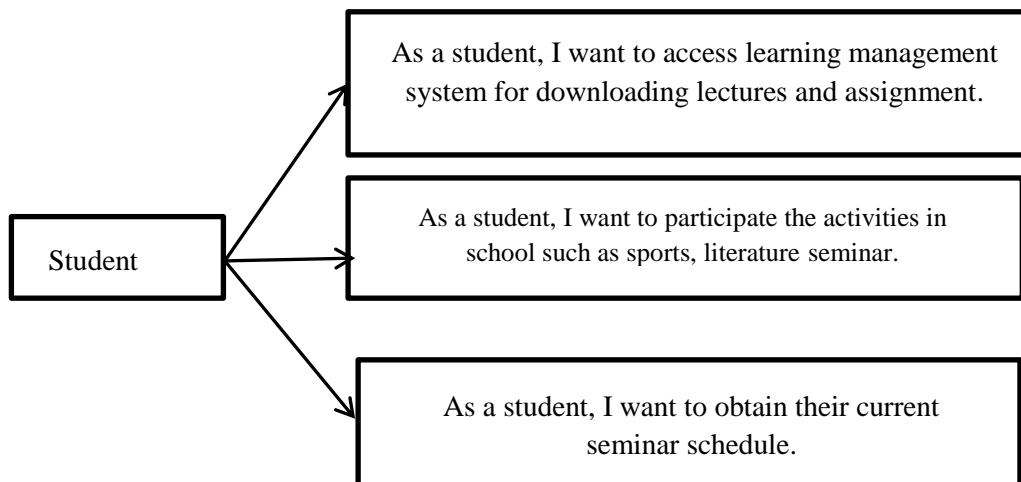 As a student, I want to access learning management
system for downloading lectures and assignment.
Student
As a student, I want to participate the activities in
school such as sports, literature seminar.
As a student, I want to obtain their current
seminar schedule.